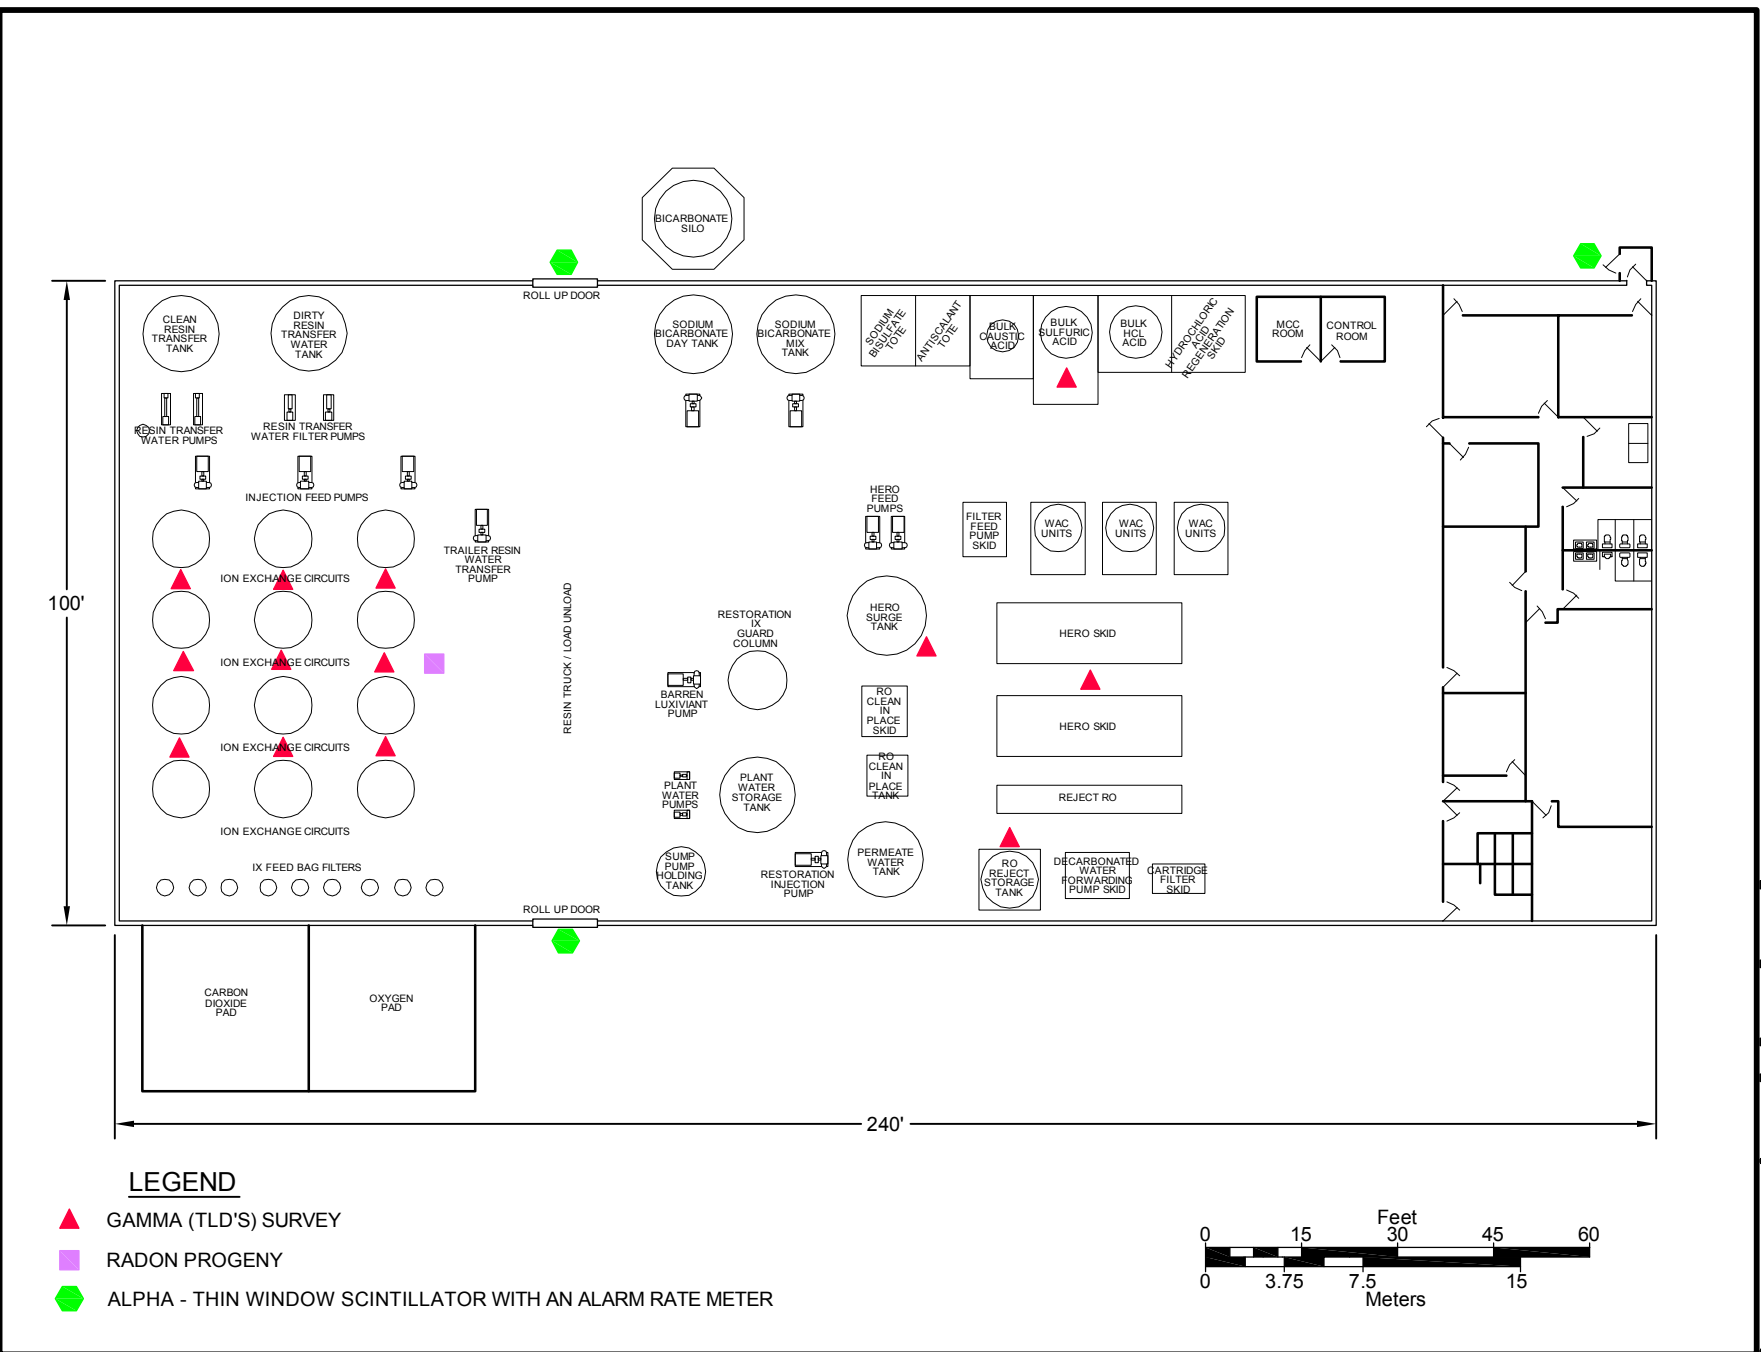 BICARBONATE
SILO
ROLL UP DOOR
CLEAN
RESIN
TRANSFER
TANK
DIRTY
RESIN
TRANSFER
WATER
TANK
SODIUM
BICARBONATE
DAY TANK
SODIUM
BICARBONATE
MIX
TANK
SODIUM
BISULFATE
TOTE
ANTISCALANT
TOTE
BULK
CAUSTIC
ACID
BULK
SULFURIC
ACID
BULK
HCL
ACID
HYDROCHLORIC
ACID
REGENERATION
SKID
MCC
ROOM
CONTROL
ROOM
RESIN TRANSFER
WATER PUMPS
RESIN TRANSFER
WATER FILTER PUMPS
INJECTION FEED PUMPS
TRAILER RESIN
WATER
TRANSFER
PUMP
HERO
FEED
PUMPS
FILTER
FEED
PUMP
SKID
WAC
UNITS
WAC
UNITS
WAC
UNITS
ION EXCHANGE CIRCUITS
100'
RESIN TRUCK / LOAD UNLOAD
RESTORATION
IX
GUARD
COLUMN
HERO
SURGE
TANK
HERO SKID
ION EXCHANGE CIRCUITS
BARREN
LUXIVIANT
PUMP
RO
CLEAN
IN
PLACE
SKID
HERO SKID
ION EXCHANGE CIRCUITS
PLANT
WATER
PUMPS
PLANT
WATER
STORAGE
TANK
RO
CLEAN
IN
PLACE
TANK
REJECT RO
ION EXCHANGE CIRCUITS
IX FEED BAG FILTERS
SUMP
PUMP
HOLDING
TANK
RESTORATION
INJECTION
PUMP
PERMEATE
WATER
TANK
RO
REJECT
STORAGE
TANK
DECARBONATED
WATER
FORWARDING
PUMP SKID
CARTRIDGE
FILTER
SKID
ROLL UP DOOR
CARBON
DIOXIDE
PAD
OXYGEN
PAD
240'
LEGEND
GAMMA (TLD'S) SURVEY
RADON PROGENY
ALPHA - THIN WINDOW SCINTILLATOR WITH AN ALARM RATE METER
Feet
0 15 30 45 60
0 3.75 7.5 15
Meters